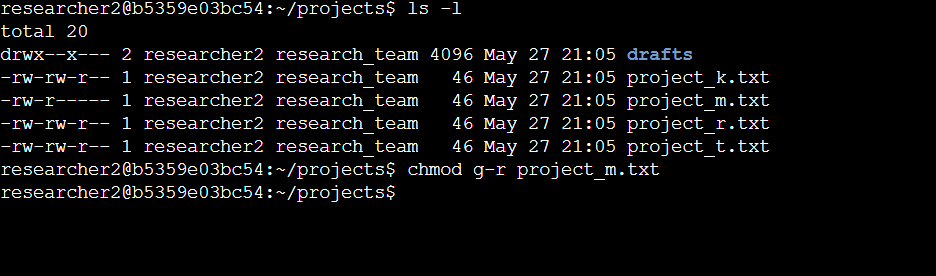 researcher2@b5359e03bc54:~/projects$ ls -l
total 20
drwx--x--- 2 researcher2 research_team 4096 May 27 21:05 drafts
-rw-rw-r-- 1 researcher2 research_team   46 May 27 21:05 project_k.txt
-rw-r----- 1 researcher2 research_team   46 May 27 21:05 project_m.txt
-rw-rw-r-- 1 researcher2 research_team   46 May 27 21:05 project_r.txt
-rw-rw-r-- 1 researcher2 research_team   46 May 27 21:05 project_t.txt
researcher2@b5359e03bc54:~/projects$ chmod g-r project_m.txt
researcher2@b5359e03bc54:~/projects$